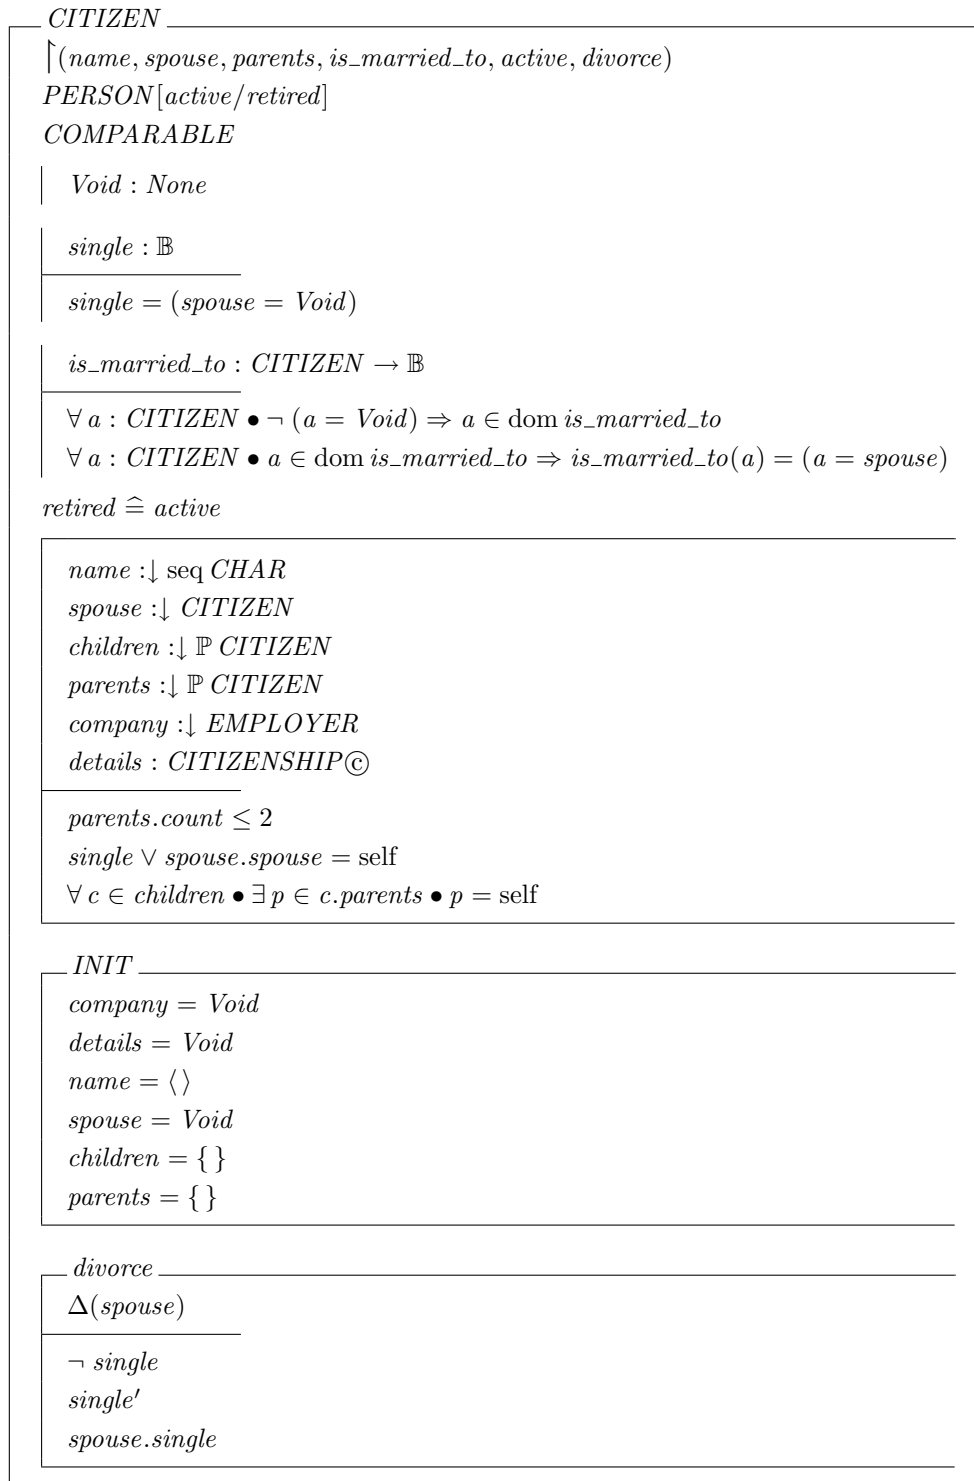 CITIZEN
↾(name, spouse, parents, is_married_to, active, divorce)
PERSON[active/retired]
COMPARABLE
Void : None
single : 𝔹
single = (spouse = Void)
is_married_to : CITIZEN → 𝔹
∀ a : CITIZEN • ¬ (a = Void) ⇒ a ∈ dom is_married_to
∀ a : CITIZEN • a ∈ dom is_married_to ⇒ is_married_to(a) = (a = spouse)
retired ≙ active
name :↓ seq CHAR
spouse :↓ CITIZEN
children :↓ ℙ CITIZEN
parents :↓ ℙ CITIZEN
company :↓ EMPLOYER
details : CITIZENSHIP©
parents.count ≤ 2
single ∨ spouse.spouse = self
∀ c ∈ children • ∃ p ∈ c.parents • p = self
INIT
company = Void
details = Void
name = ⟨ ⟩
spouse = Void
children = { }
parents = { }
divorce
Δ(spouse)
¬ single
single′
spouse.single